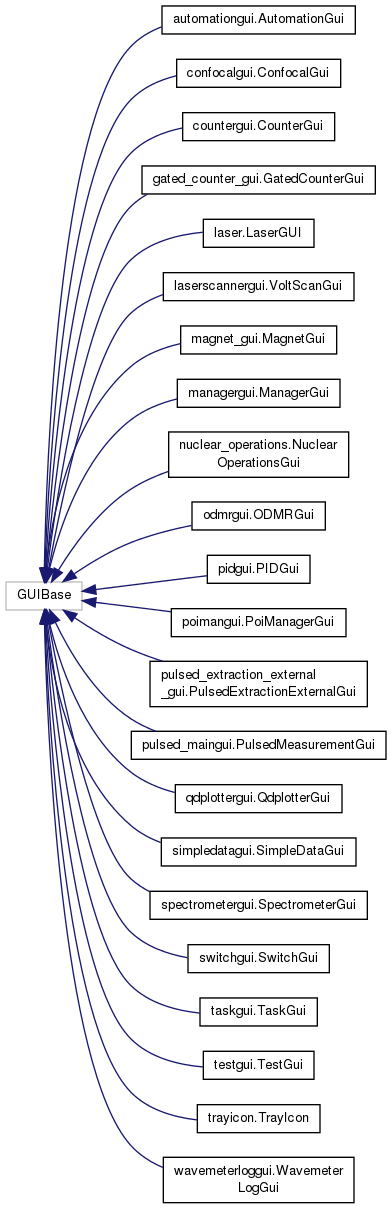 automationgui.AutomationGui
confocalgui.ConfocalGui
countergui.CounterGui
gated_counter_gui.GatedCounterGui
laser.LaserGUI
laserscannergui.VoltScanGui
magnet_gui.MagnetGui
managergui.ManagerGui
nuclear_operations.Nuclear
OperationsGui
odmrgui.ODMRGui
pidgui.PIDGui
GUIBase
poimangui.PoiManagerGui
pulsed_extraction_external
_gui.PulsedExtractionExternalGui
pulsed_maingui.PulsedMeasurementGui
qdplottergui.QdplotterGui
simpledatagui.SimpleDataGui
spectrometergui.SpectrometerGui
switchgui.SwitchGui
taskgui.TaskGui
testgui.TestGui
trayicon.TrayIcon
wavemeterloggui.Wavemeter
LogGui